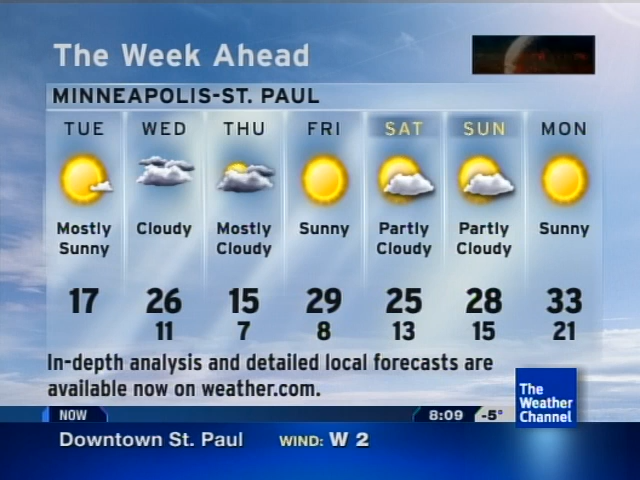 The Week Ahead
MINNEAPOLIS-ST. PAUL
TUE WED THU FRI SAT SUN MON
Mostly Sunny
Cloudy
Mostly Cloudy
Sunny
Partly Cloudy
Partly Cloudy
Sunny
17 26 15 29 25 28 33
11 7 8 13 15 21
In-depth analysis and detailed local forecasts are
available now on weather.com.
The
Weather
Channel
NOW 8:09 -5°
Downtown St. Paul WIND: W 2